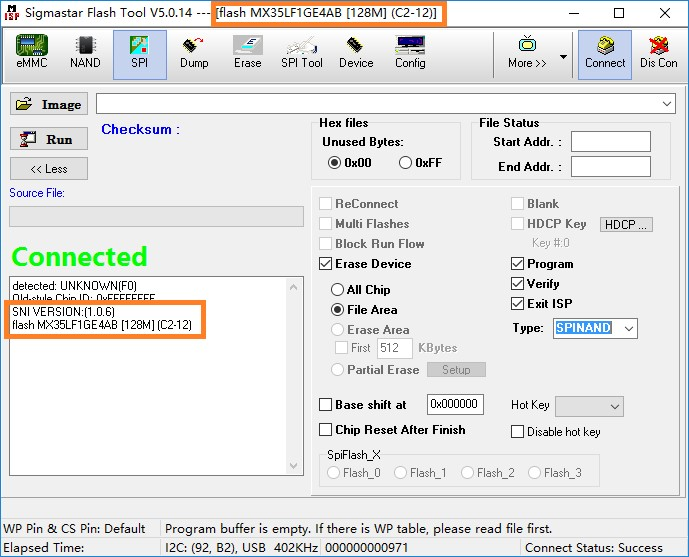 M
ISP Sigmastar Flash Tool V5.0.14 --- [flash MX35LF1GE4AB [128M] (C2-12)]
eMMC NAND SPI Dump Erase SPI Tool Device Config More >> Connect Dis Con
Image
Run
Checksum :
<< Less
Source File:
Connected
detected: UNKNOWN(F0)
Old-style Chip ID: 0xFFFFFFFF
SNI VERSION:(1.0.6)
flash MX35LF1GE4AB [128M] (C2-12)
Hex files
Unused Bytes:
0x00 0xFF
File Status
Start Addr. :
End Addr. :
ReConnect
Multi Flashes
Block Run Flow
Erase Device
All Chip
File Area
Erase Area
First 512 KBytes
Partial Erase Setup
Blank
HDCP Key HDCP ...
Key #:0
Program
Verify
Exit ISP
Type: SPINAND
Base shift at 0x000000 Hot Key
Chip Reset After Finish Disable hot key
SpiFlash_X
Flash_0 Flash_1 Flash_2 Flash_3
WP Pin & CS Pin: Default Program buffer is empty. If there is WP table, please read file first.
Elapsed Time: I2C: (92, B2), USB 402KHz 000000000971 Connect Status: Success